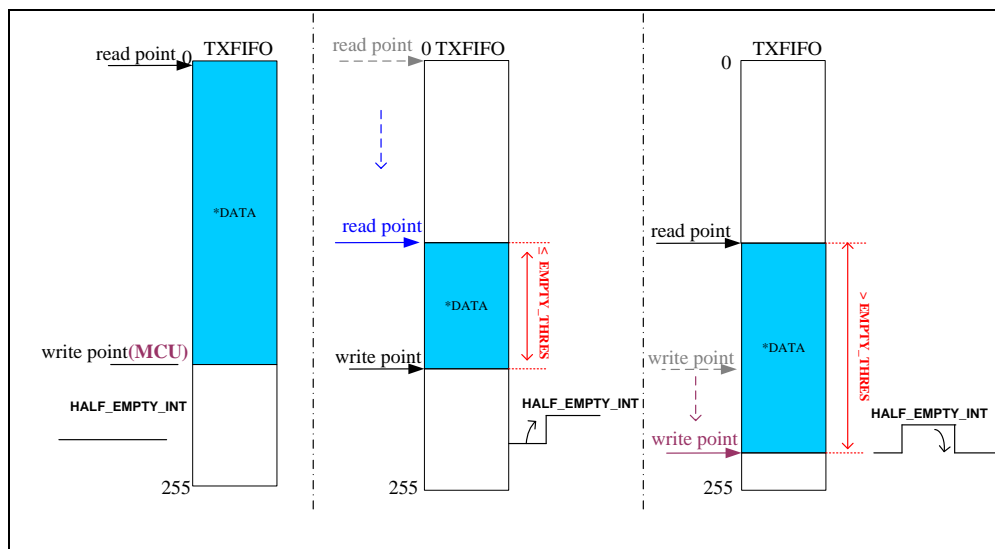 TXFIFO
read point
0
*DATA
write point(MCU)
HALF_EMPTY_INT
255
read point
0 TXFIFO
read point
≤ EMPTY_THRES
*DATA
write point
HALF_EMPTY_INT
255
TXFIFO
0
read point
> EMPTY_THRES
*DATA
write point
HALF_EMPTY_INT
write point
255